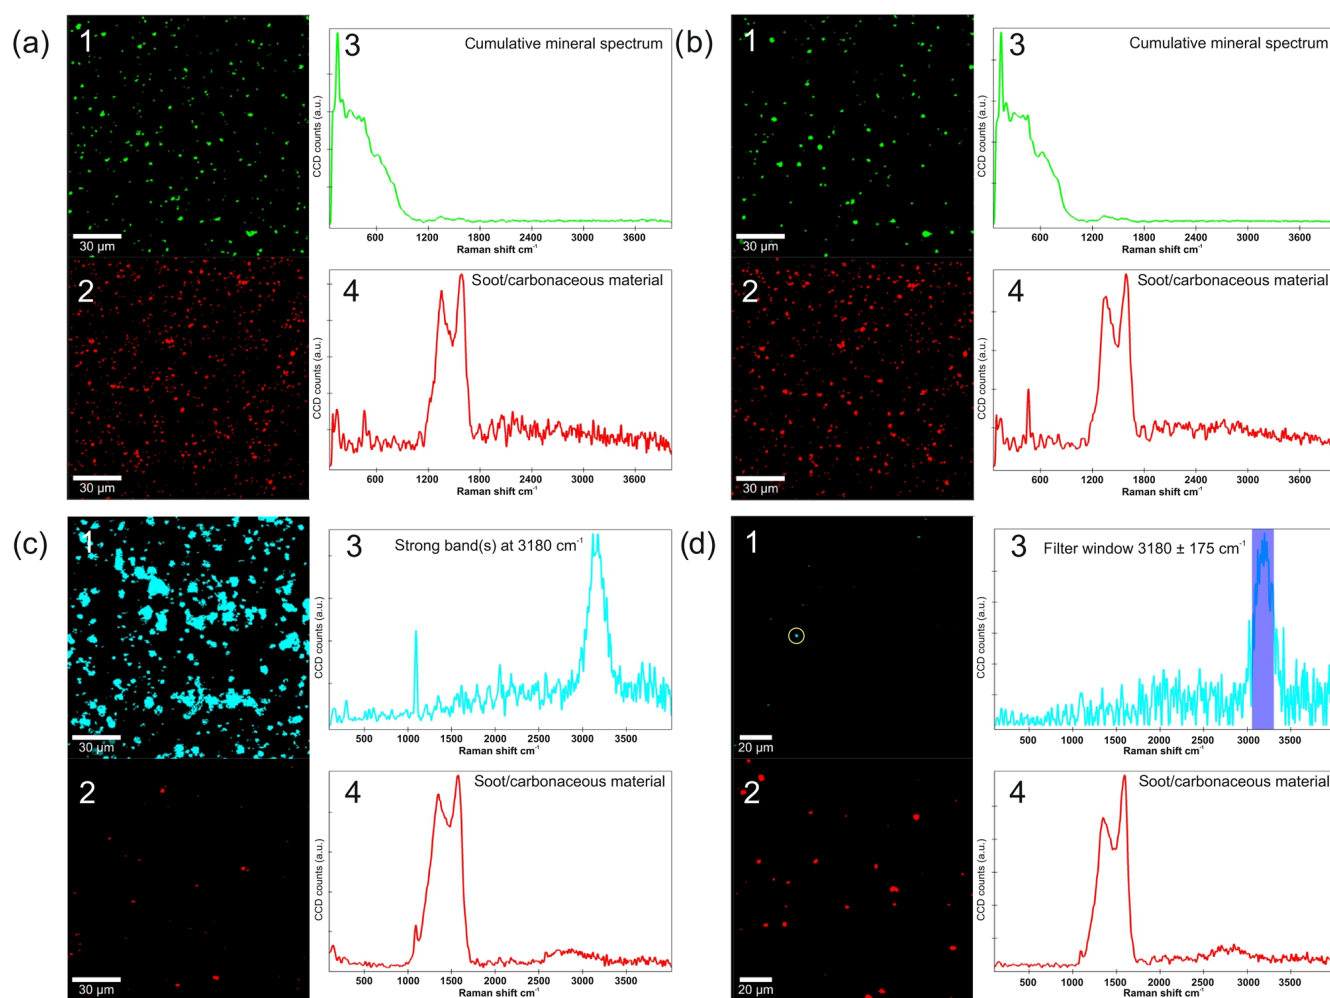 (a)
1
30 µm
2
30 µm
3
Cumulative mineral spectrum
CCD counts (a.u.)
600 1200 1800 2400 3000 3600
Raman shift cm⁻¹
4
Soot/carbonaceous material
CCD counts (a.u.)
600 1200 1800 2400 3000 3600
Raman shift cm⁻¹
(b)
1
30 µm
2
30 µm
3
Cumulative mineral spectrum
CCD counts (a.u.)
600 1200 1800 2400 3000 3600
Raman shift cm⁻¹
4
Soot/carbonaceous material
CCD counts (a.u.)
600 1200 1800 2400 3000 3600
Raman shift cm⁻¹
(c)
1
30 µm
2
30 µm
3
Strong band(s) at 3180 cm⁻¹
CCD counts (a.u.)
500 1000 1500 2000 2500 3000 3500
Raman shift cm⁻¹
4
Soot/carbonaceous material
CCD counts (a.u.)
500 1000 1500 2000 2500 3000 3500
Raman shift cm⁻¹
(d)
1
20 µm
2
20 µm
3
Filter window 3180 ± 175 cm⁻¹
CCD counts (a.u.)
500 1000 1500 2000 2500 3000 3500
Raman shift cm⁻¹
4
Soot/carbonaceous material
CCD counts (a.u.)
500 1000 1500 2000 2500 3000 3500
Raman shift cm⁻¹